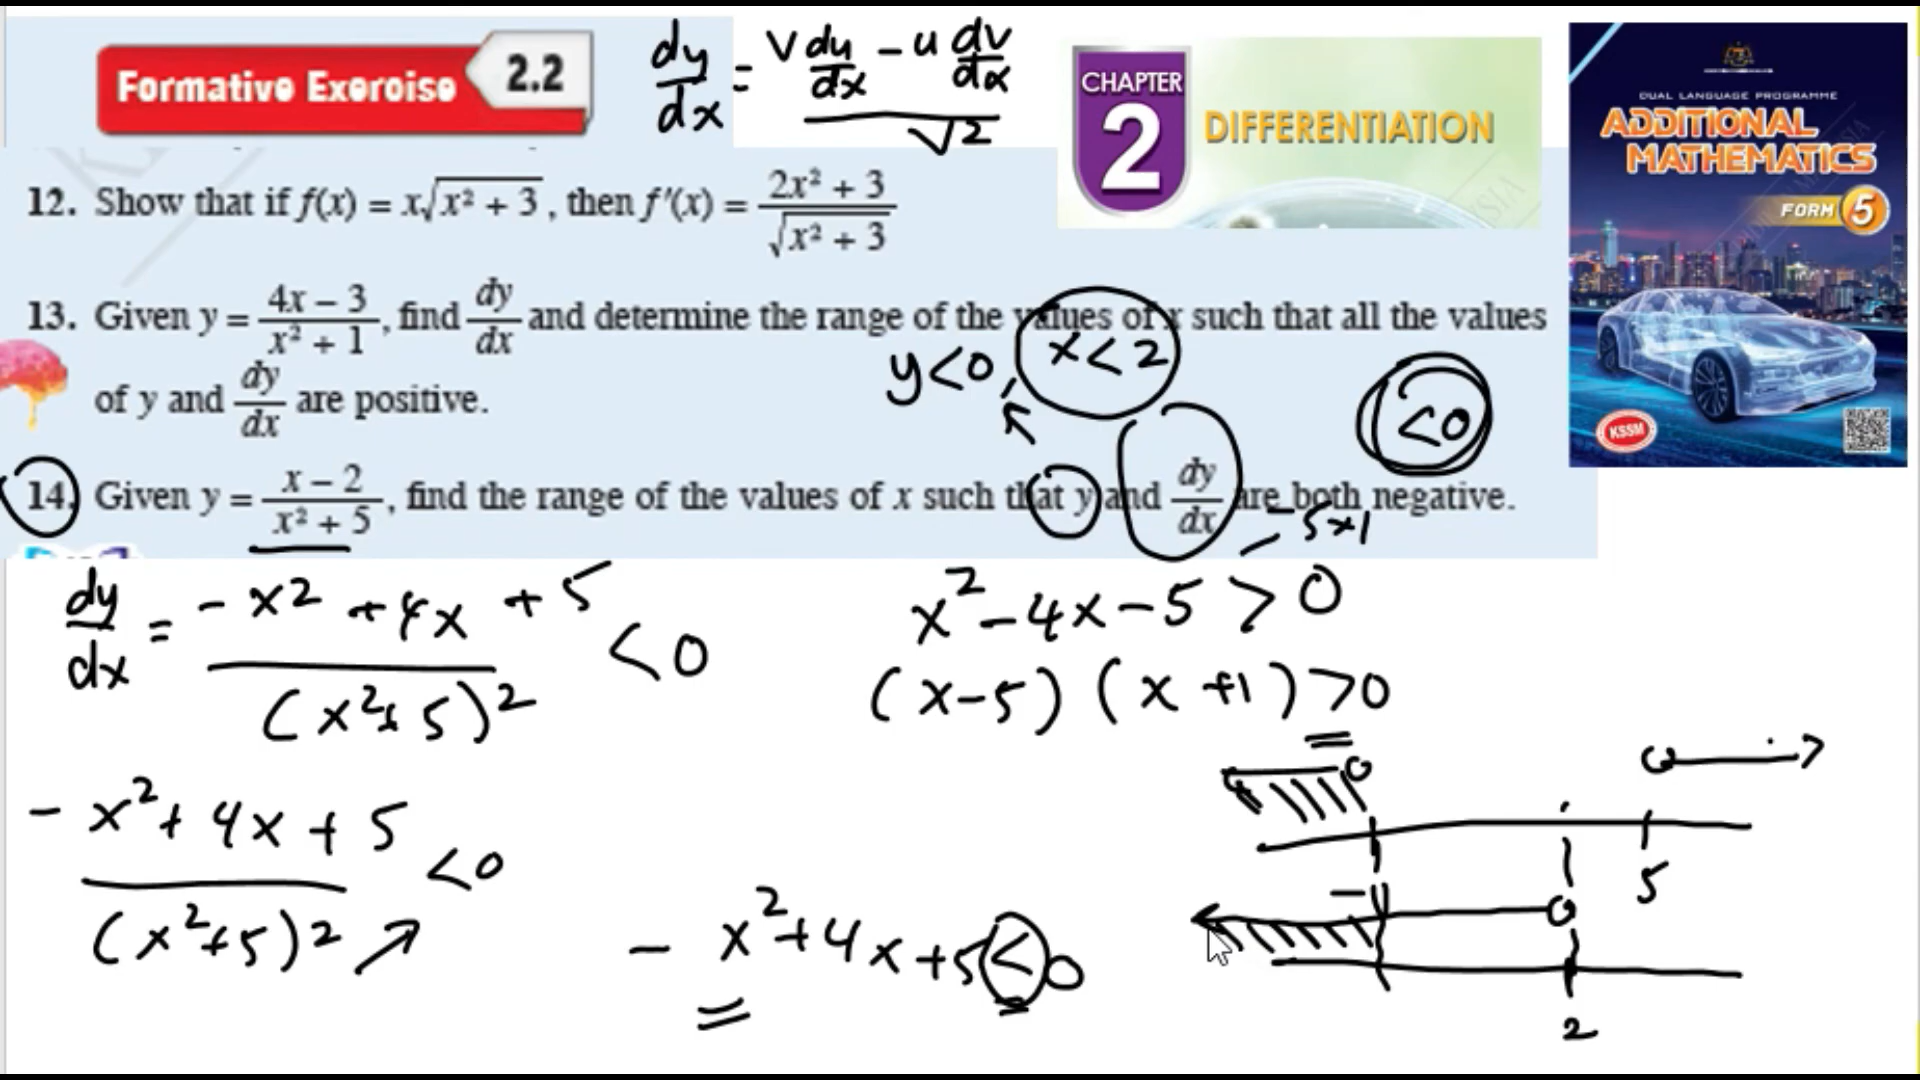 Formative Exercise 2.2
dy/dx = (v du/dx - u dv/dx) / v2
CHAPTER 2
DIFFERENTIATION
DUAL LANGUAGE PROGRAMME
ADDITIONAL
MATHEMATICS
FORM 5
KSSM
12. Show that if f(x) = x√(x² + 3), then f′(x) = (2x² + 3)/√(x² + 3)
13. Given y = (4x – 3)/(x² + 1), find dy/dx and determine the range of the values of x such that all the values
of y and dy/dx are positive.
y<0, x<2
<0
14. Given y = (x – 2)/(x² + 5), find the range of the values of x such that y and dy/dx are both negative.
-5×1
dy/dx = (-x2 + 4x + 5)/(x²+5)² <0
x² - 4x - 5 > 0
(x-5)(x+1) >0
(-x² + 4x + 5)/(x²+5)2 <0
-x²+4x+5<0
-1
5
2